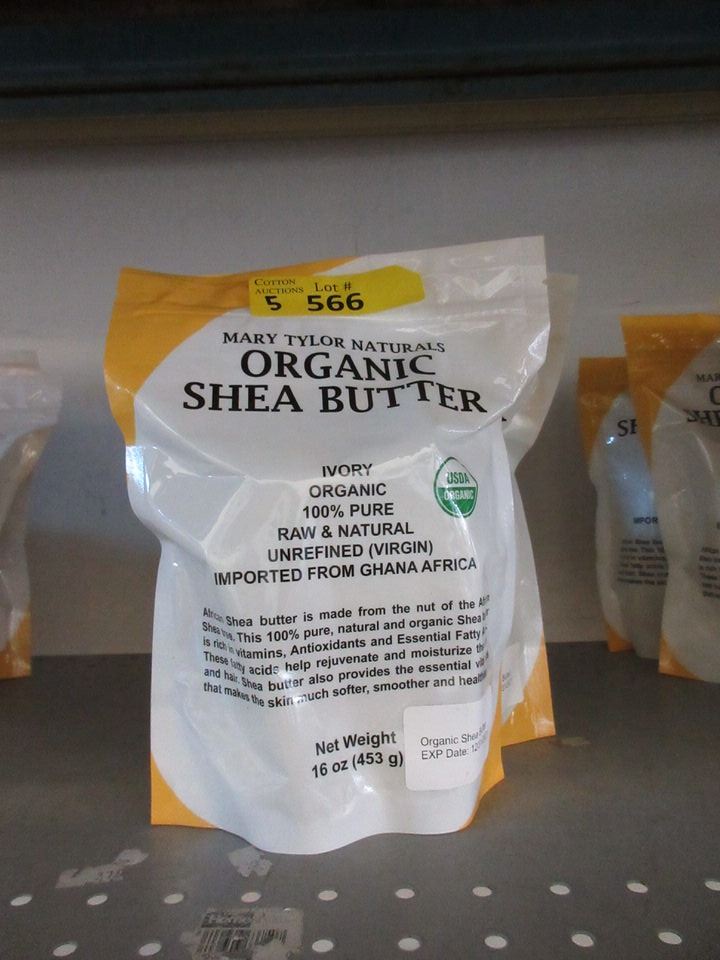 COTTON
AUCTIONS Lot #
5 566
MARY TYLOR NATURALS
ORGANIC
SHEA BUTTER
IVORY
ORGANIC
100% PURE
RAW & NATURAL
UNREFINED (VIRGIN)
IMPORTED FROM GHANA AFRICA
USDA
ORGANIC
African Shea butter is made from the nut of the
Shea tree. This 100% pure, natural and organic Shea
is rich in vitamins, Antioxidants and Essential Fatty
These fatty acids help rejuvenate and moisturize
and hair. Shea butter also provides the essential
that makes the skin much softer, smoother and
Net Weight
16 oz (453 g)
Organic Shea
EXP Date: